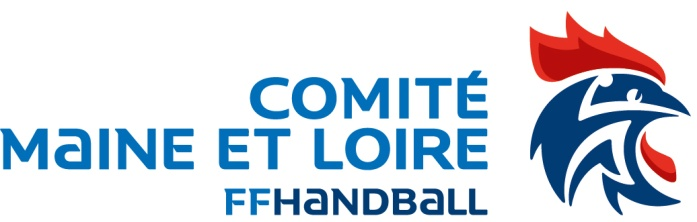 COMITÉ
MaINE ET LOIRE
FFHaNDBaLL